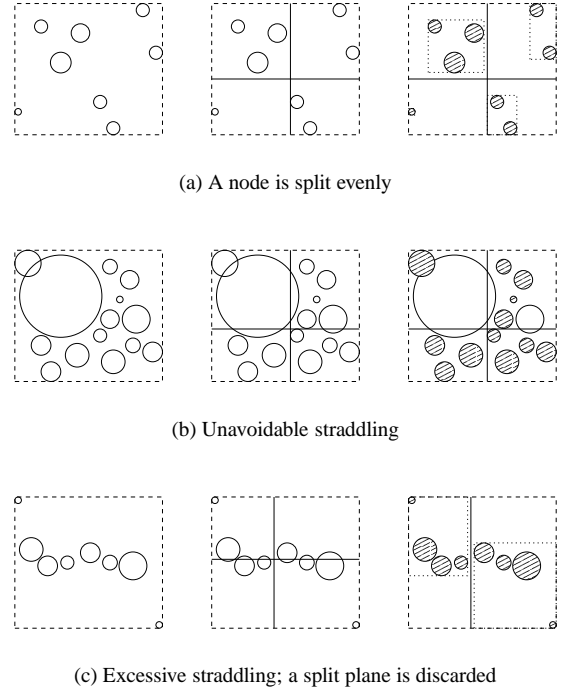 (a) A node is split evenly
(b) Unavoidable straddling
(c) Excessive straddling; a split plane is discarded